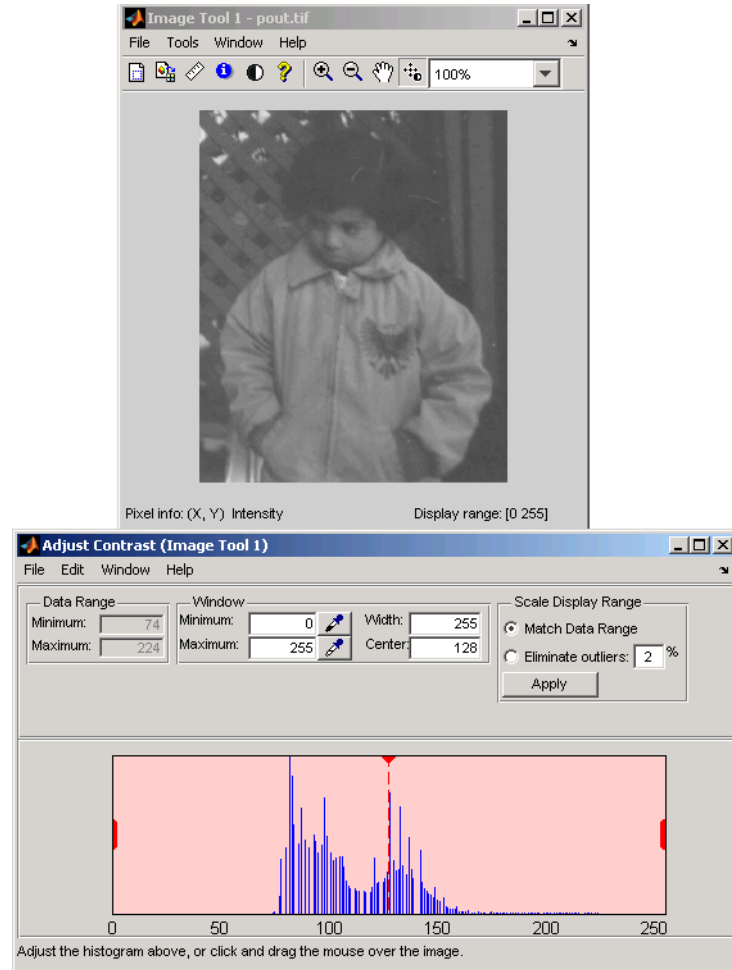 Image Tool 1 - pout.tif
File Tools Window Help
100%
Pixel info: (X, Y) Intensity
Display range: [0 255]
Adjust Contrast (Image Tool 1)
File Edit Window Help
Data Range
Minimum: 74
Maximum: 224
Window
Minimum: 0
Maximum: 255
Width: 255
Center: 128
Scale Display Range
Match Data Range
Eliminate outliers: 2 %
Apply
0 50 100 150 200 250
Adjust the histogram above, or click and drag the mouse over the image.